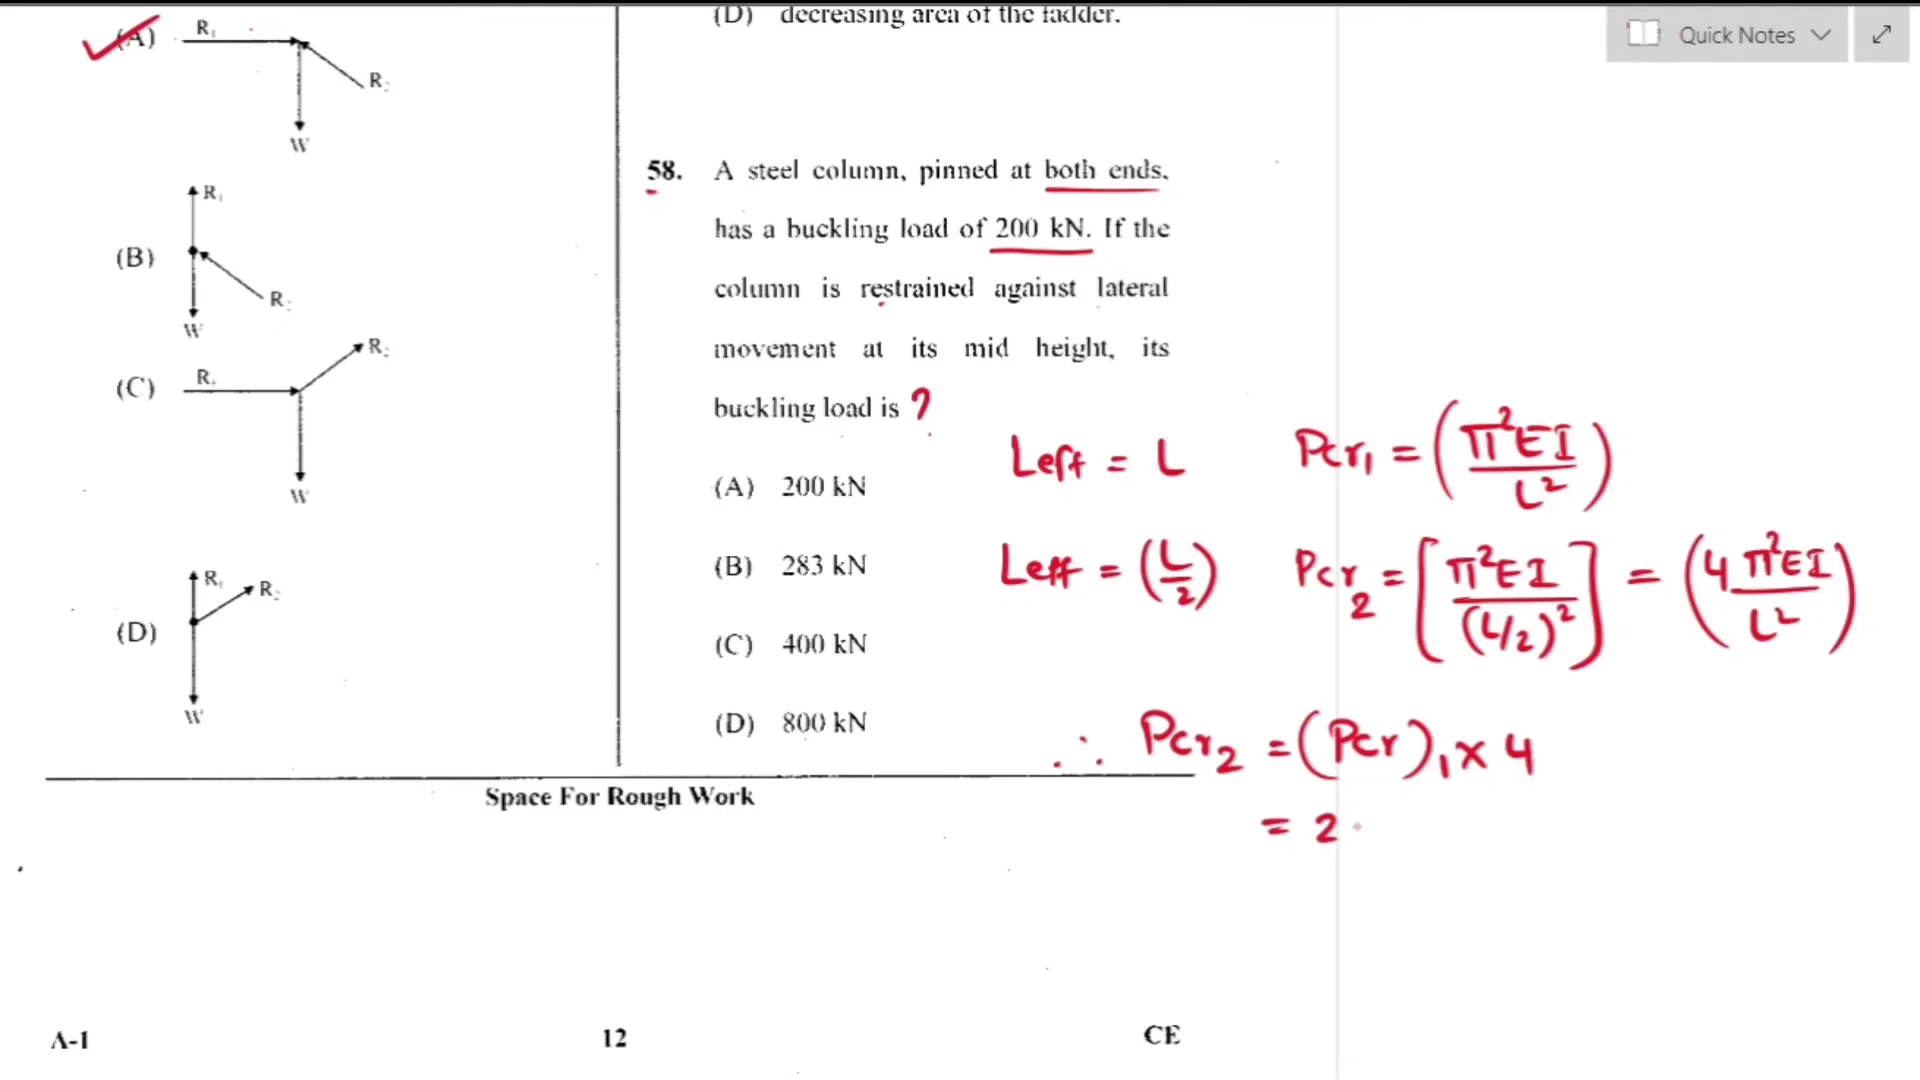 (D) decreasing area of the ladder.
Quick Notes
(A) R₁ R₂
W
(B) R₁ R₂
W
(C) R₁ R₂
W
(D) R₁ R₂
W
58. A steel column, pinned at both ends,
has a buckling load of 200 kN. If the
column is restrained against lateral
movement at its mid height, its
buckling load is ?
(A) 200 kN
(B) 283 kN
(C) 400 kN
(D) 800 kN
Leff = L Pcr₁ = (π²EI / L²)
Leff = (L/2) Pcr₂ = [π²EI / (L/2)²] = (4π²EI / L²)
∴ Pcr₂ = (Pcr)₁ × 4
= 2
Space For Rough Work
A-1 12 CE